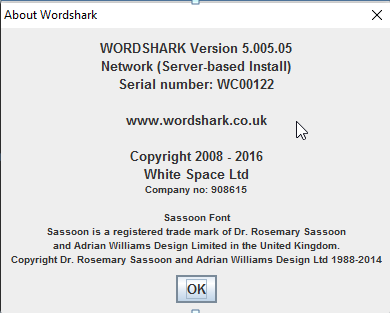 About Wordshark
WORDSHARK Version 5.005.05
Network (Server-based Install)
Serial number: WC00122
www.wordshark.co.uk
Copyright 2008 - 2016
White Space Ltd
Company no: 908615
Sassoon Font
Sassoon is a registered trade mark of Dr. Rosemary Sassoon
and Adrian Williams Design Limited in the United Kingdom.
Copyright Dr. Rosemary Sassoon and Adrian Williams Design Ltd 1988-2014
OK